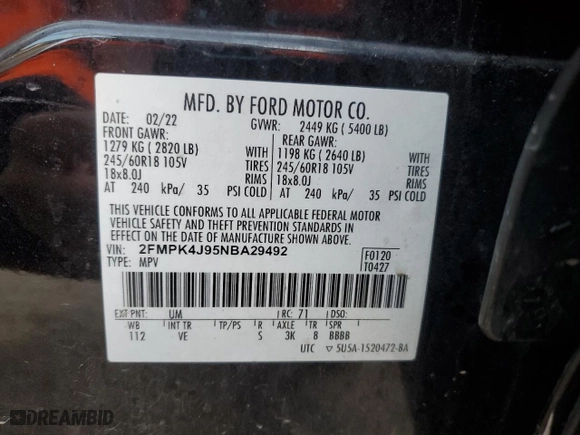 MFD. BY FORD MOTOR CO.
DATE: 02/22 GVWR: 2449 KG ( 5400 LB)
FRONT GAWR: REAR GAWR:
1279 KG ( 2820 LB) WITH 1198 KG ( 2640 LB) WITH
245/60R18 105V TIRES 245/60R18 105V TIRES
18x8.0J RIMS 18x8.0J RIMS
AT 240 kPa/ 35 PSI COLD AT 240 kPa/ 35 PSI COLD
THIS VEHICLE CONFORMS TO ALL APPLICABLE FEDERAL MOTOR
VEHICLE SAFETY AND THEFT PREVENTION STANDARDS IN
EFFECT ON THE DATE OF MANUFACTURE SHOWN ABOVE.
VIN: 2FMPK4J95NBA29492
TYPE: MPV
F0120
T0427
EXT PNT: UM RC: 71 DSO:
WB INT TR TP/PS R AXLE TR SPR
112 VE S 3K 8 BBBB
UTC ▽ 5U5A-1520472-BA
DREAMBID